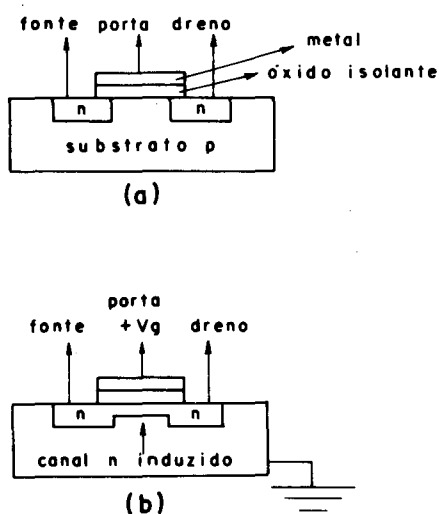 fonte porta dreno
metal
óxido isolante
n n
substrato p
(a)
porta
fonte +Vg dreno
n n
canal n induzido
(b)